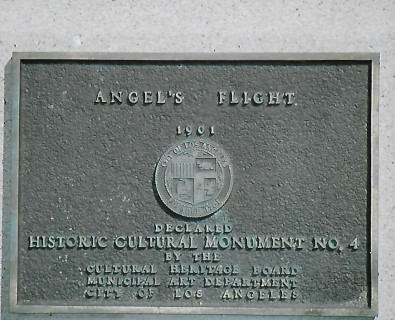 ANGEL'S FLIGHT
1901
DECLARED
HISTORIC CULTURAL MONUMENT NO. 4
BY THE
CULTURAL HERITAGE BOARD
MUNICIPAL ART DEPARTMENT
CITY OF LOS ANGELES